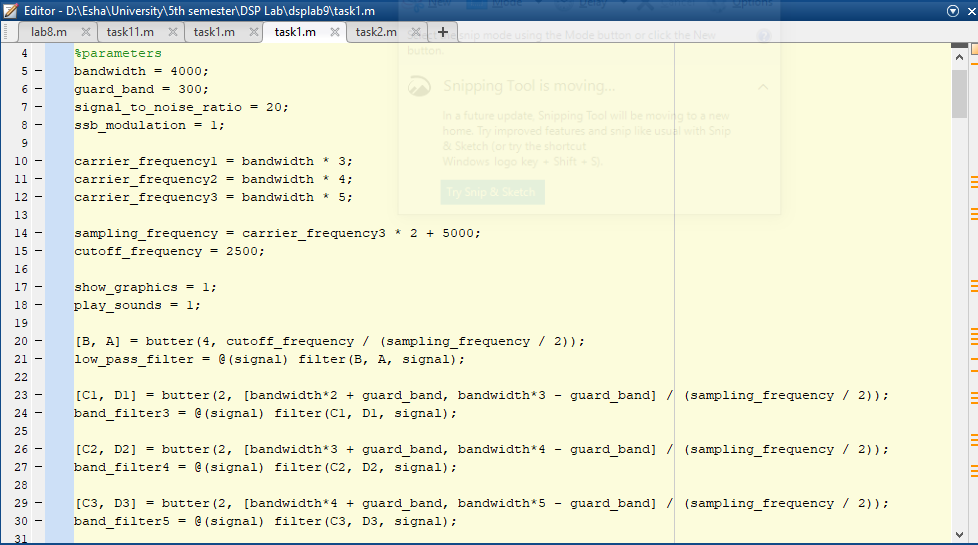 Editor - D:\Esha\University\5th semester\DSP Lab\dsplab9\task1.m
lab8.m task11.m task1.m task1.m task2.m +
New Mode Delay Cancel Options
the snip mode using the Mode button or click the New
button.
Snipping Tool is moving...
In a future update, Snipping Tool will be moving to a new
home. Try improved features and snip like usual with Snip
& Sketch (or try the shortcut
Windows logo key + Shift + S).
Try Snip & Sketch
4 %parameters
5 – bandwidth = 4000;
6 – guard_band = 300;
7 – signal_to_noise_ratio = 20;
8 – ssb_modulation = 1;
9
10 – carrier_frequency1 = bandwidth * 3;
11 – carrier_frequency2 = bandwidth * 4;
12 – carrier_frequency3 = bandwidth * 5;
13
14 – sampling_frequency = carrier_frequency3 * 2 + 5000;
15 – cutoff_frequency = 2500;
16
17 – show_graphics = 1;
18 – play_sounds = 1;
19
20 – [B, A] = butter(4, cutoff_frequency / (sampling_frequency / 2));
21 – low_pass_filter = @(signal) filter(B, A, signal);
22
23 – [C1, D1] = butter(2, [bandwidth*2 + guard_band, bandwidth*3 - guard_band] / (sampling_frequency / 2));
24 – band_filter3 = @(signal) filter(C1, D1, signal);
25
26 – [C2, D2] = butter(2, [bandwidth*3 + guard_band, bandwidth*4 - guard_band] / (sampling_frequency / 2));
27 – band_filter4 = @(signal) filter(C2, D2, signal);
28
29 – [C3, D3] = butter(2, [bandwidth*4 + guard_band, bandwidth*5 - guard_band] / (sampling_frequency / 2));
30 – band_filter5 = @(signal) filter(C3, D3, signal);
31